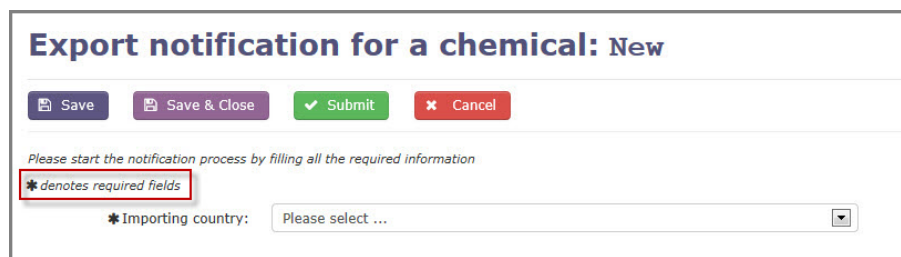 Export notification for a chemical: New
Save Save & Close Submit Cancel
Please start the notification process by filling all the required information
✱ denotes required fields
✱ Importing country: Please select ...